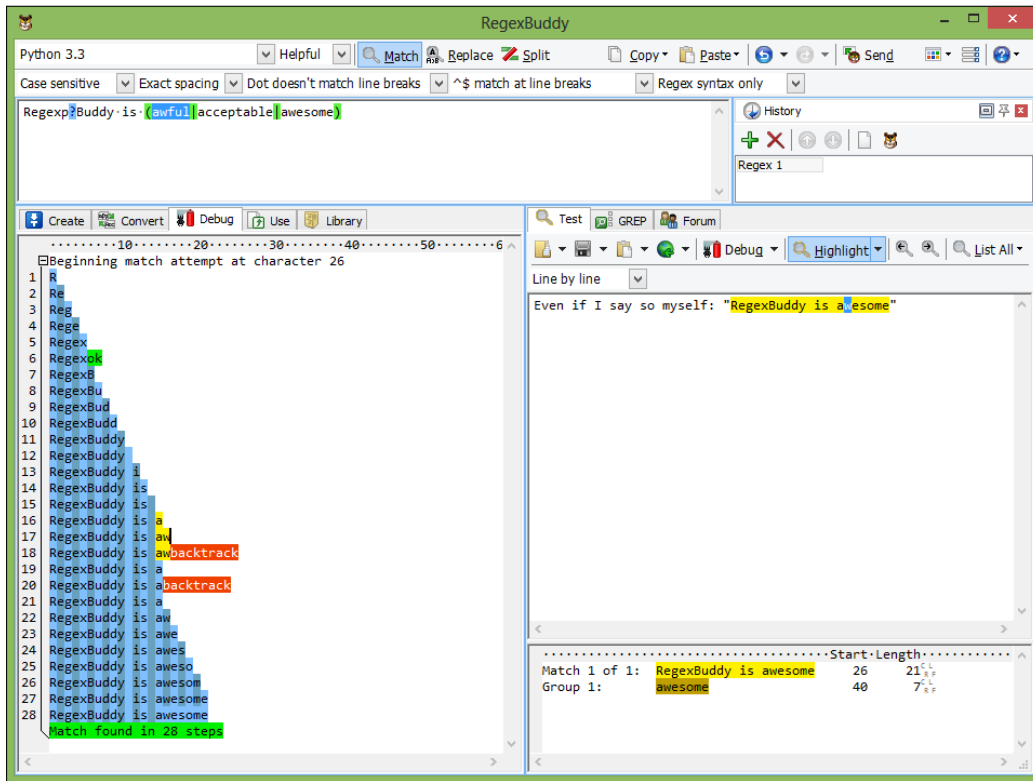 RegexBuddy
Python 3.3 Helpful Match Replace Split Copy Paste Send
Case sensitive Exact spacing Dot doesn't match line breaks ^$ match at line breaks Regex syntax only
Regexp?Buddy·is·(awful|acceptable|awesome)
History
Regex 1
Create Convert Debug Use Library
Test GREP Forum
Debug Highlight List All
Line by line
·········10········20········30········40········50········6
Beginning match attempt at character 26
1 R
2 Re
3 Reg
4 Rege
5 Regex
6 Regexok
7 RegexB
8 RegexBu
9 RegexBud
10 RegexBudd
11 RegexBuddy
12 RegexBuddy
13 RegexBuddy i
14 RegexBuddy is
15 RegexBuddy is
16 RegexBuddy is a
17 RegexBuddy is aw
18 RegexBuddy is awbacktrack
19 RegexBuddy is a
20 RegexBuddy is abacktrack
21 RegexBuddy is a
22 RegexBuddy is aw
23 RegexBuddy is awe
24 RegexBuddy is awes
25 RegexBuddy is aweso
26 RegexBuddy is awesom
27 RegexBuddy is awesome
28 RegexBuddy is awesome
Match found in 28 steps
Even if I say so myself: "RegexBuddy is awesome"
Start·Length
Match 1 of 1: RegexBuddy is awesome 26 21
Group 1: awesome 40 7